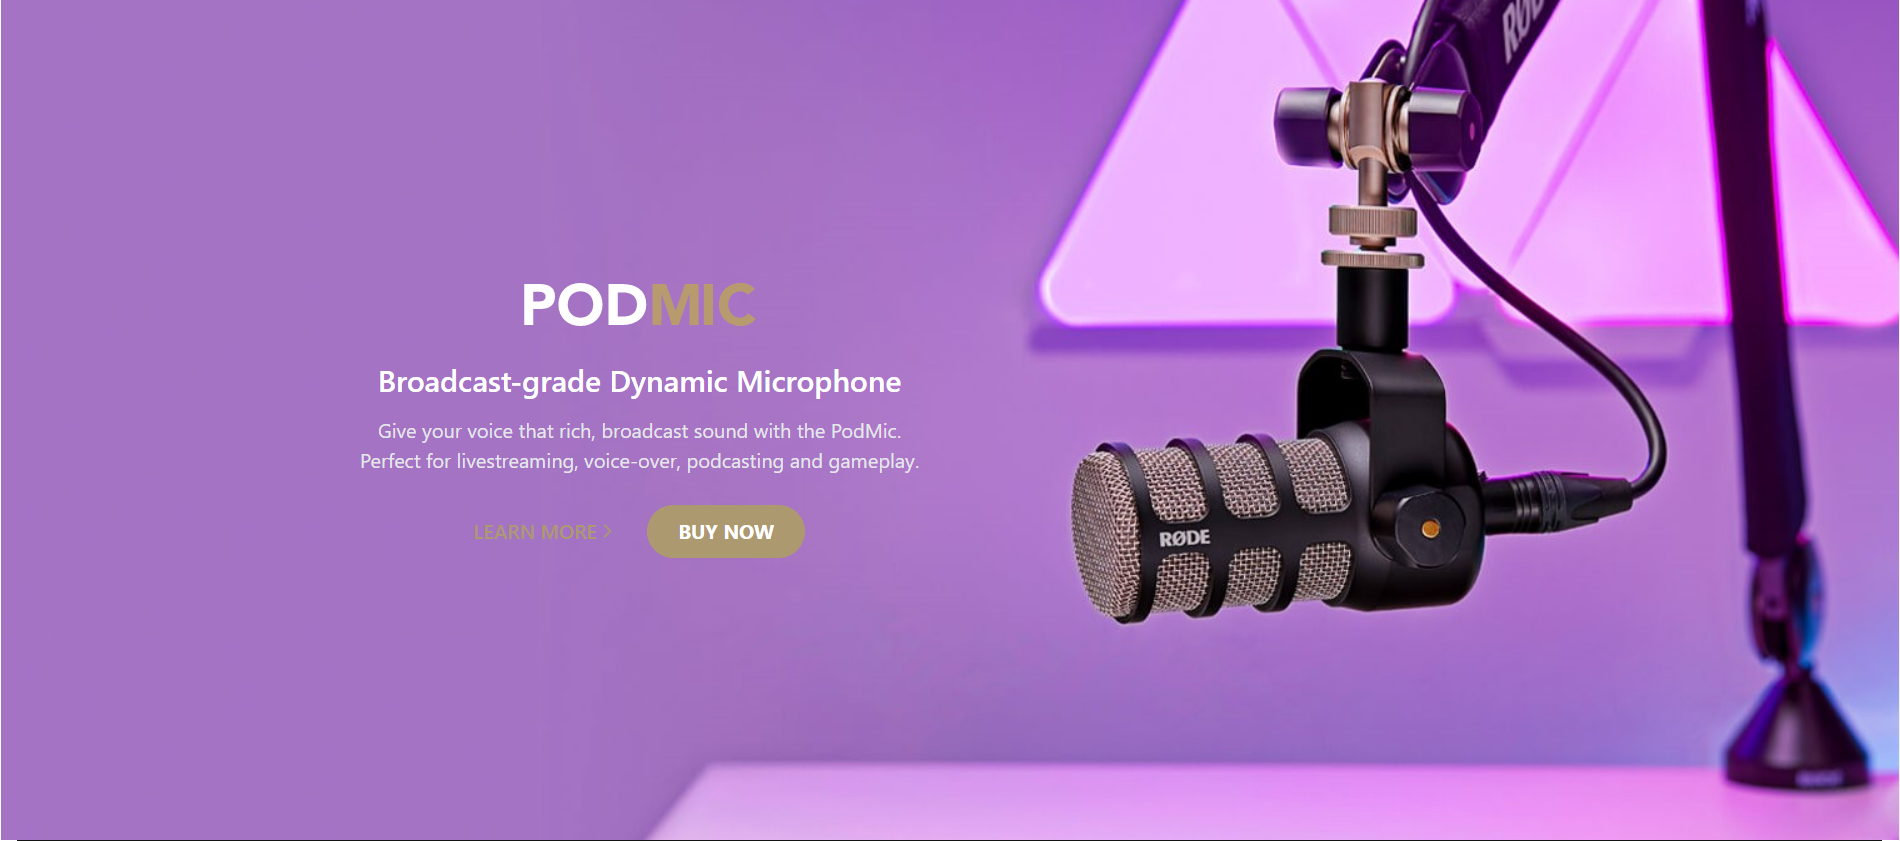 RØD
PODMIC
Broadcast-grade Dynamic Microphone
Give your voice that rich, broadcast sound with the PodMic.
Perfect for livestreaming, voice-over, podcasting and gameplay.
LEARN MORE >
BUY NOW
RØDE